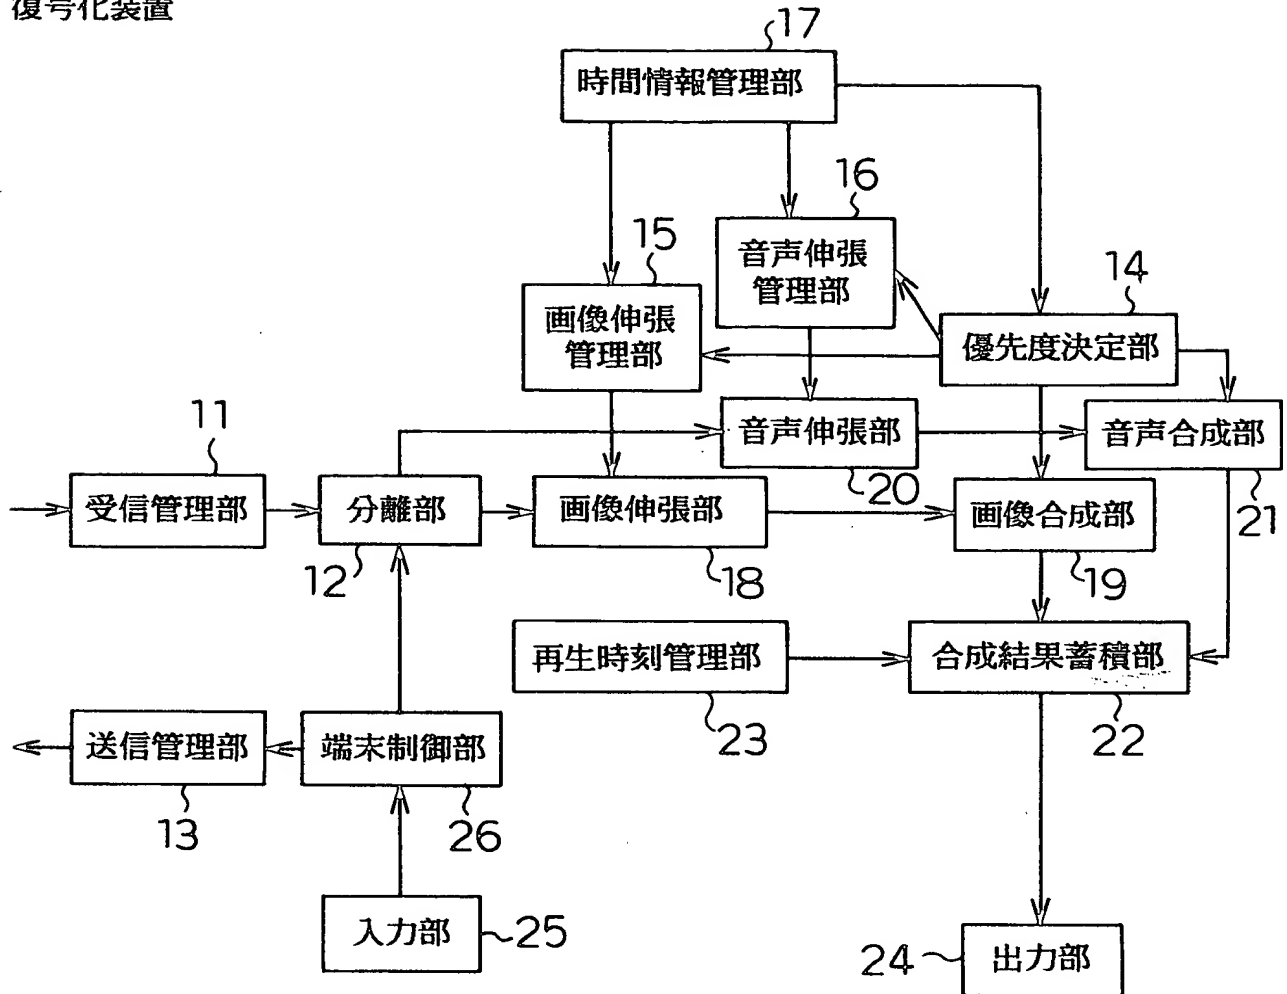 復号化装置
17
時間情報管理部
16
音声伸張
管理部
15
画像伸張
管理部
14
優先度決定部
11
受信管理部
分離部
12
音声伸張部
20
音声合成部
21
画像伸張部
18
画像合成部
19
再生時刻管理部
23
合成結果蓄積部
22
送信管理部
13
端末制御部
26
入力部
25
24
出力部